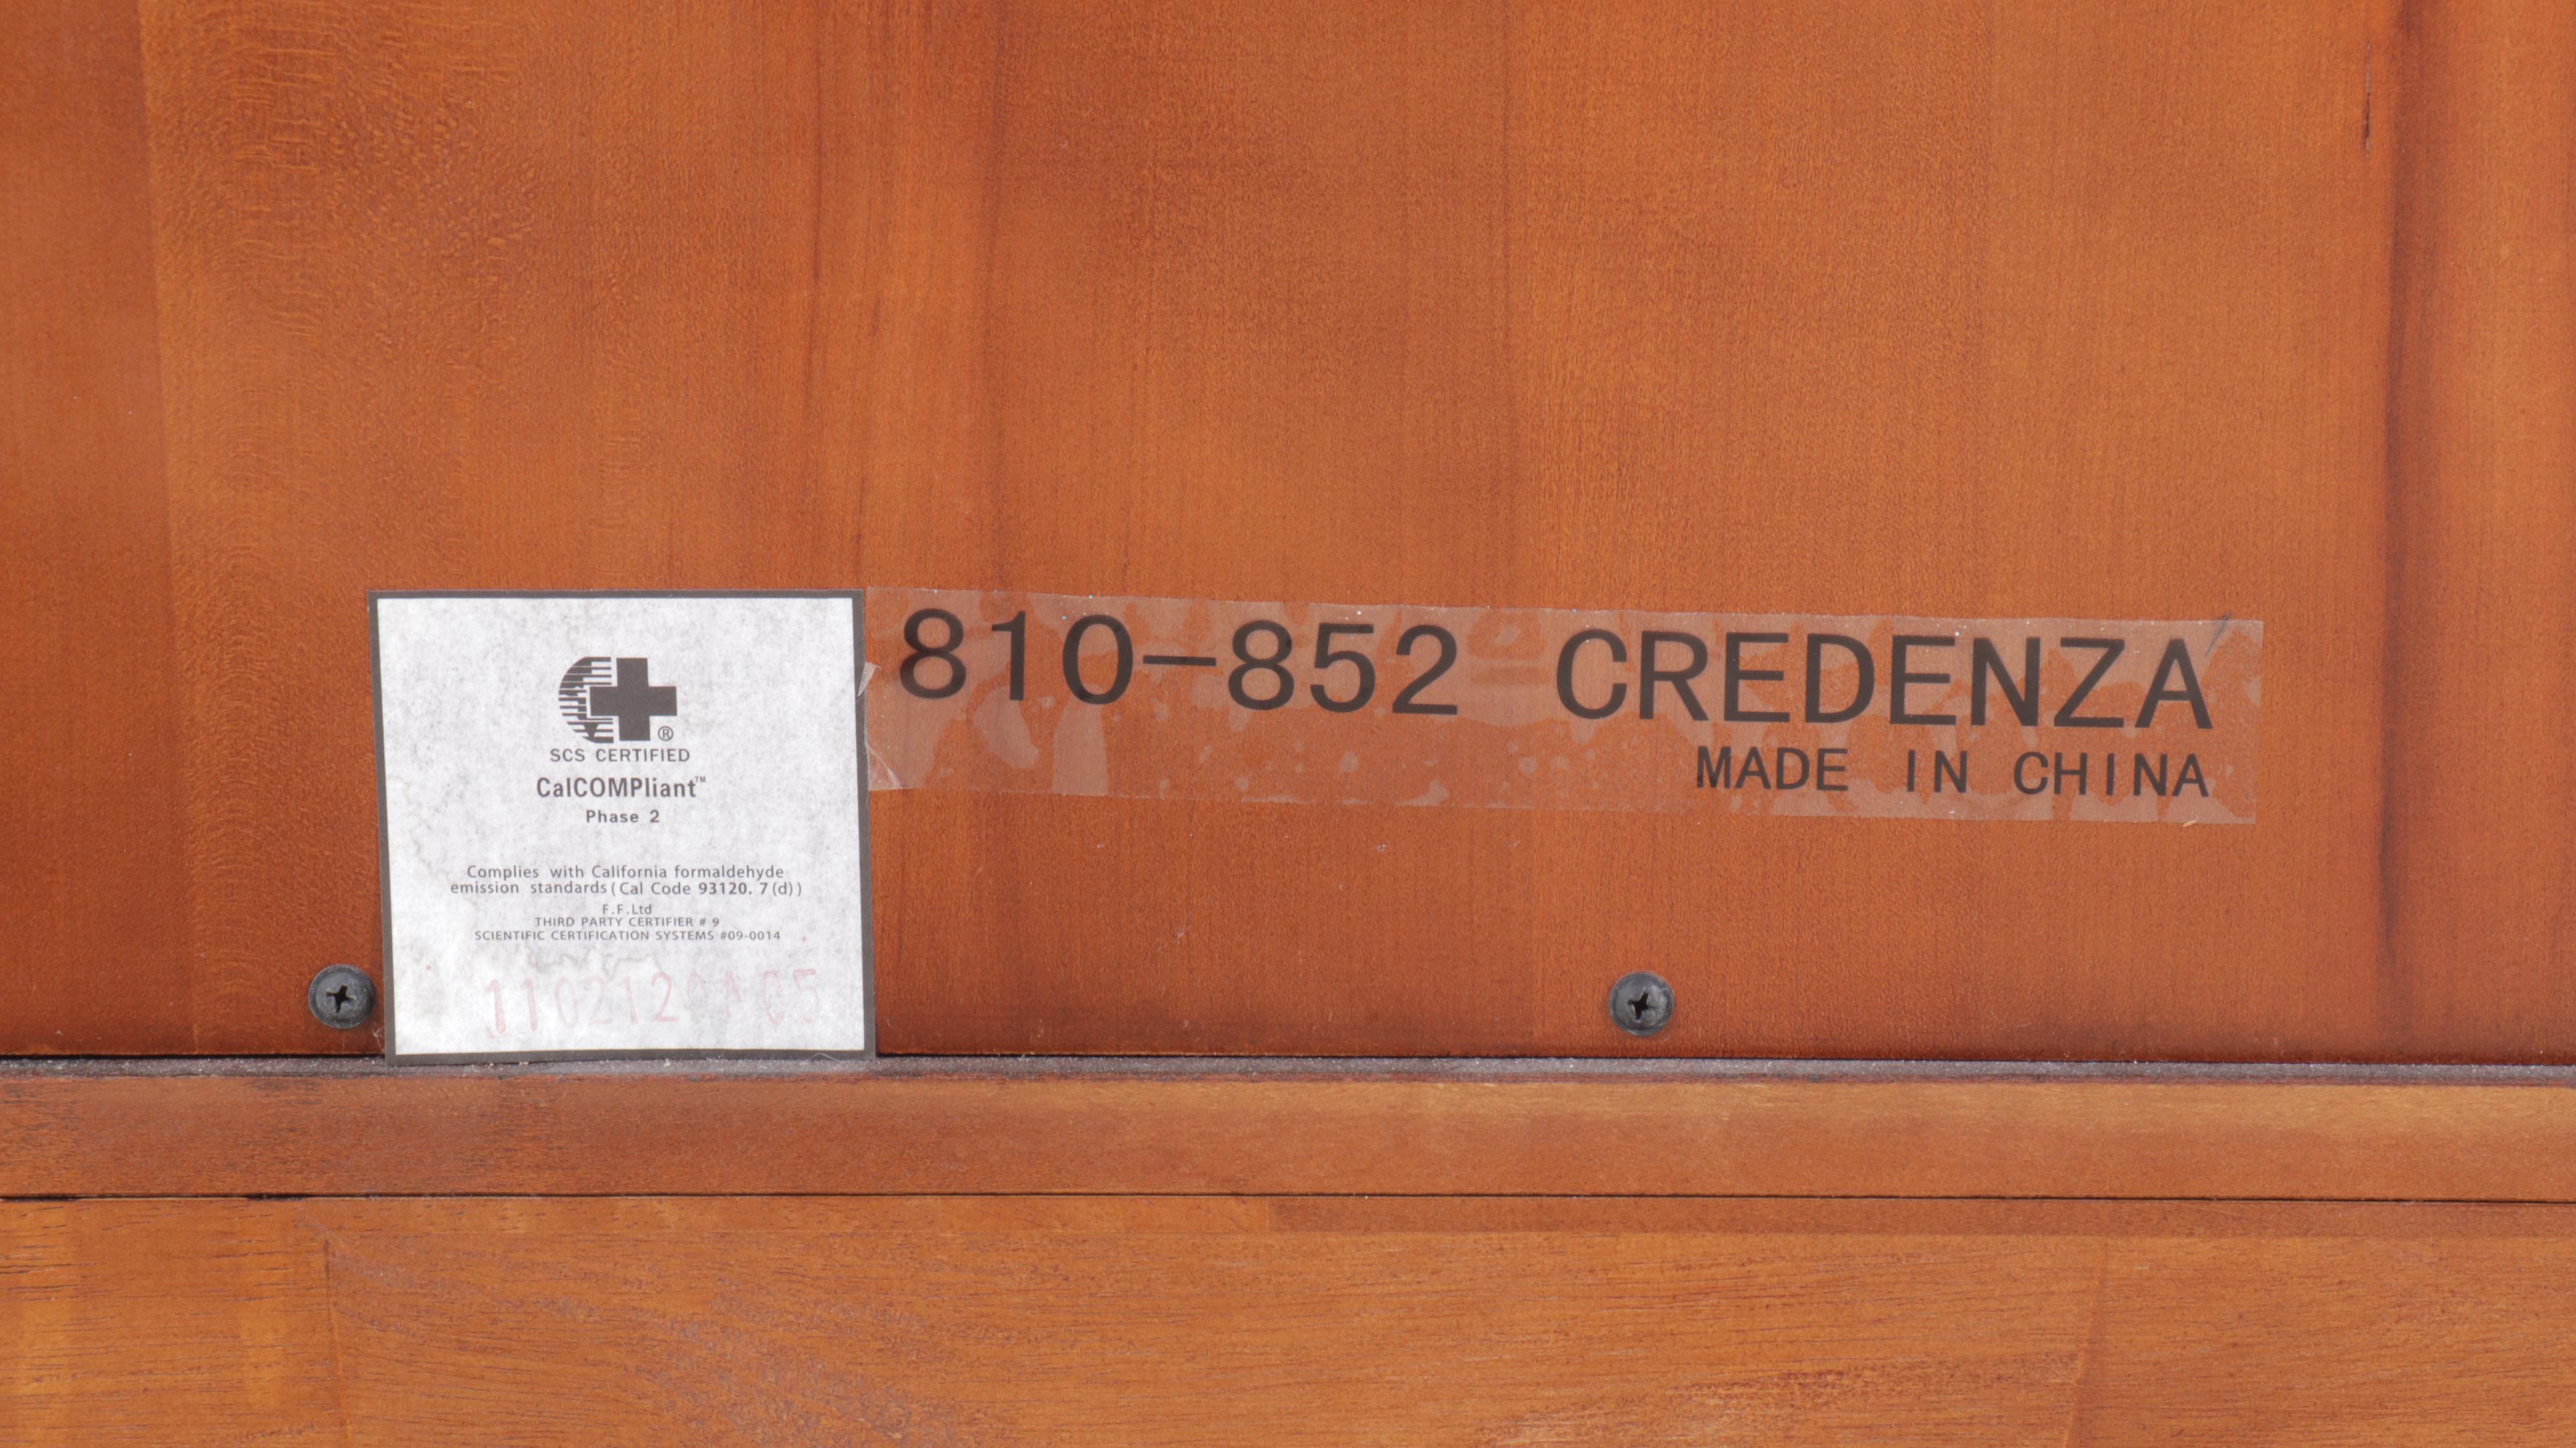 810-852 CREDENZA
MADE IN CHINA
®
SCS CERTIFIED
CalCOMPliant™
Phase 2
Complies with California formaldehyde
emission standards (Cal Code 93120. 7 (d))
F.F.Ltd
THIRD PARTY CERTIFIER # 9
SCIENTIFIC CERTIFICATION SYSTEMS #09-0014